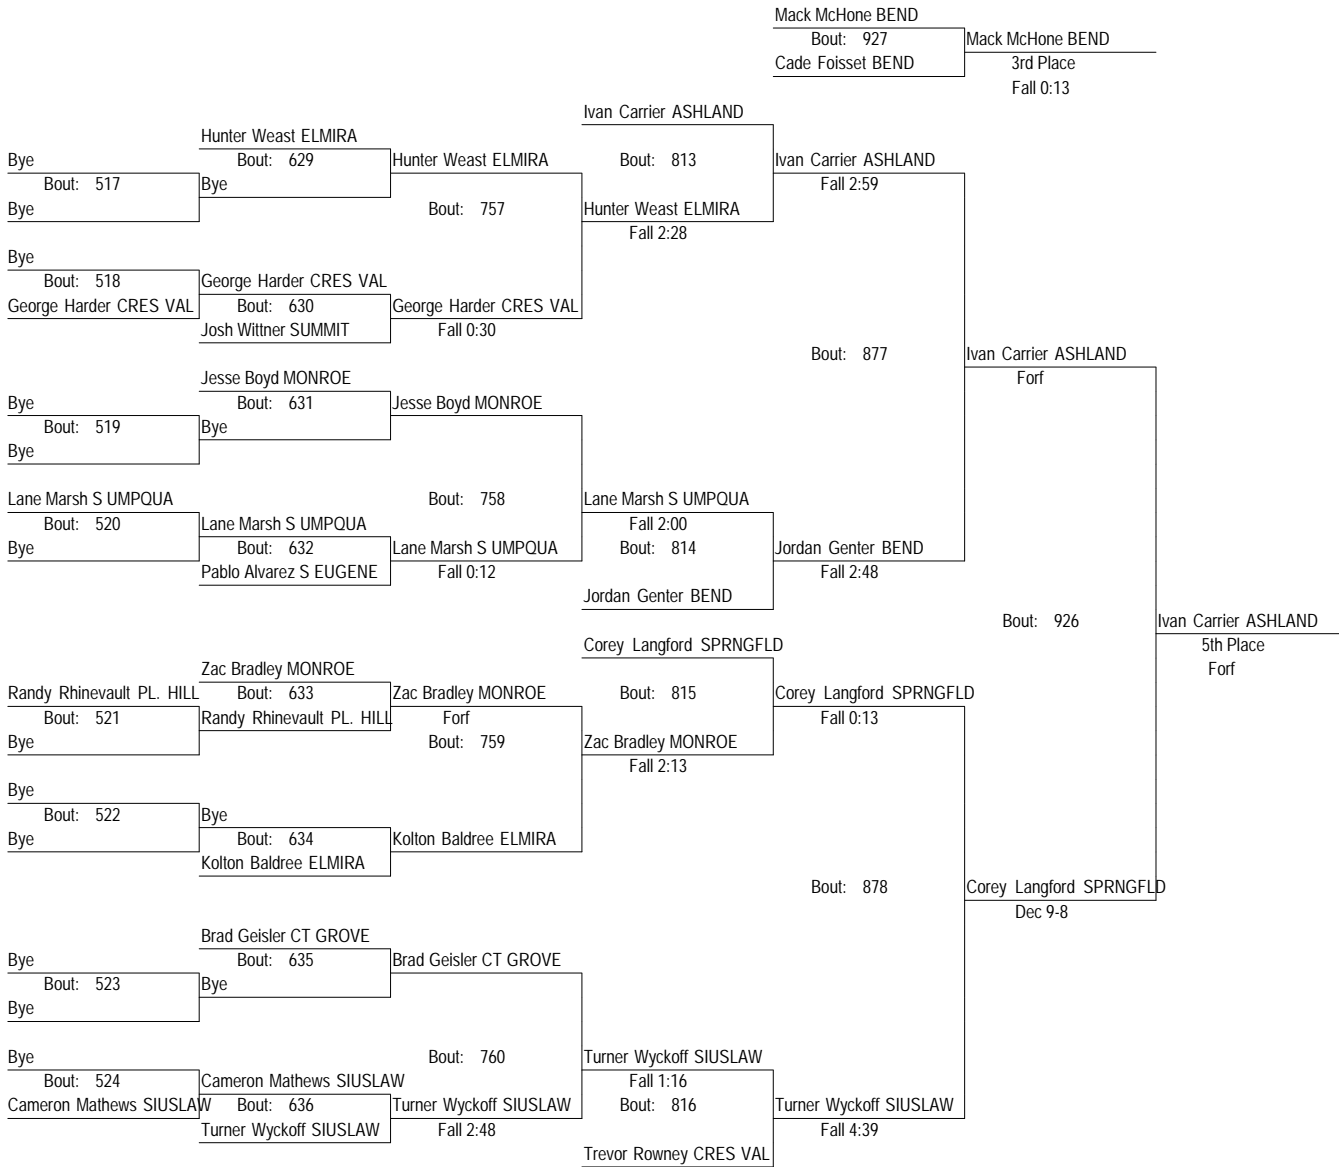 Mack McHone BEND
Bout: 927
Mack McHone BEND
Cade Foisset BEND
3rd Place
Fall 0:13
Ivan Carrier ASHLAND
Hunter Weast ELMIRA
Bye
Bout: 629
Hunter Weast ELMIRA
Bout: 813
Ivan Carrier ASHLAND
Bout: 517
Bye
Fall 2:59
Bye
Bout: 757
Hunter Weast ELMIRA
Fall 2:28
Bye
Bout: 518
George Harder CRES VAL
George Harder CRES VAL
Bout: 630
George Harder CRES VAL
Josh Wittner SUMMIT
Fall 0:30
Bout: 877
Ivan Carrier ASHLAND
Forf
Jesse Boyd MONROE
Bye
Bout: 631
Jesse Boyd MONROE
Bout: 519
Bye
Bye
Lane Marsh S UMPQUA
Bout: 758
Lane Marsh S UMPQUA
Bout: 520
Lane Marsh S UMPQUA
Fall 2:00
Bye
Bout: 632
Lane Marsh S UMPQUA
Bout: 814
Jordan Genter BEND
Pablo Alvarez S EUGENE
Fall 0:12
Fall 2:48
Jordan Genter BEND
Bout: 926
Ivan Carrier ASHLAND
5th Place
Forf
Corey Langford SPRNGFLD
Zac Bradley MONROE
Randy Rhinevault PL. HILL
Bout: 633
Zac Bradley MONROE
Bout: 815
Corey Langford SPRNGFLD
Bout: 521
Randy Rhinevault PL. HILL
Forf
Fall 0:13
Bye
Bout: 759
Zac Bradley MONROE
Fall 2:13
Bye
Bout: 522
Bye
Bye
Bout: 634
Kolton Baldree ELMIRA
Kolton Baldree ELMIRA
Bout: 878
Corey Langford SPRNGFLD
Dec 9-8
Brad Geisler CT GROVE
Bye
Bout: 635
Brad Geisler CT GROVE
Bout: 523
Bye
Bye
Bye
Bout: 760
Turner Wyckoff SIUSLAW
Bout: 524
Cameron Mathews SIUSLAW
Fall 1:16
Cameron Mathews SIUSLAW
Bout: 636
Turner Wyckoff SIUSLAW
Bout: 816
Turner Wyckoff SIUSLAW
Turner Wyckoff SIUSLAW
Fall 2:48
Fall 4:39
Trevor Rowney CRES VAL